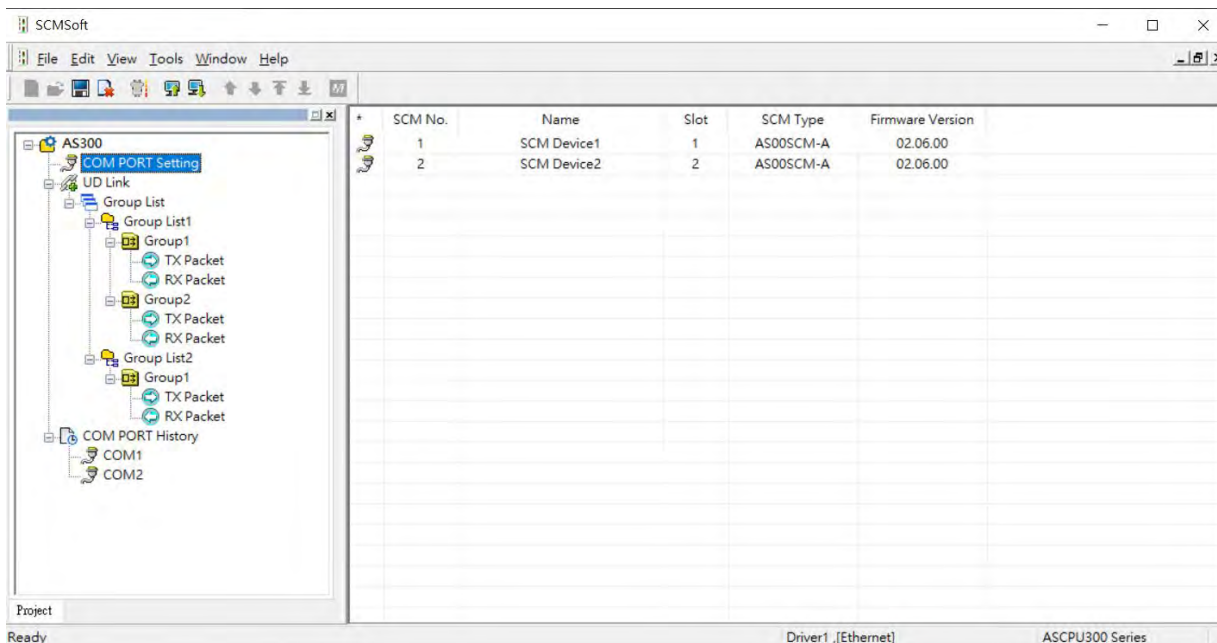 SCMSoft
File Edit View Tools Window Help
AS300
COM PORT Setting
UD Link
Group List
Group List1
Group1
TX Packet
RX Packet
Group2
TX Packet
RX Packet
Group List2
Group1
TX Packet
RX Packet
COM PORT History
COM1
COM2
Project
* SCM No. Name Slot SCM Type Firmware Version
1 SCM Device1 1 AS00SCM-A 02.06.00
2 SCM Device2 2 AS00SCM-A 02.06.00
Ready Driver1 ,[Ethernet] ASCPU300 Series